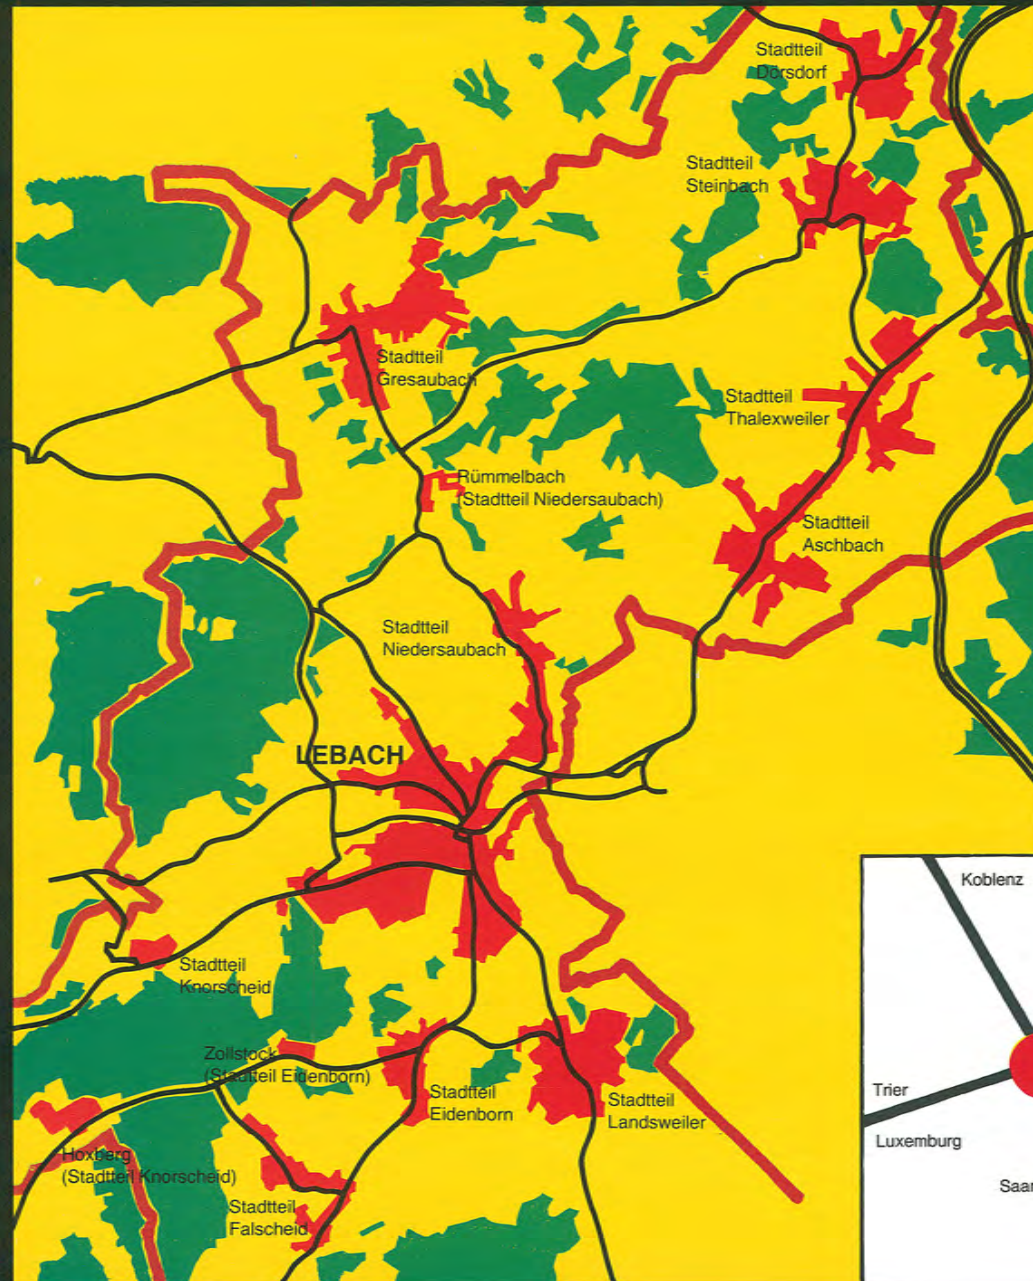 Stadtteil
Dörsdorf
Stadtteil
Steinbach
Stadtteil
Gresaubach
Stadtteil
Thalexweiler
Rümmelbach
(Stadtteil Niedersaubach)
Stadtteil
Aschbach
Stadtteil
Niedersaubach
LEBACH
Koblenz
Stadtteil
Knorscheid
Zollstock
(Stadtteil Eidenborn)
Stadtteil
Eidenborn
Stadtteil
Landsweiler
Trier
Luxemburg
Hoxberg
(Stadtteil Knorscheid)
Saar
Stadtteil
Falscheid